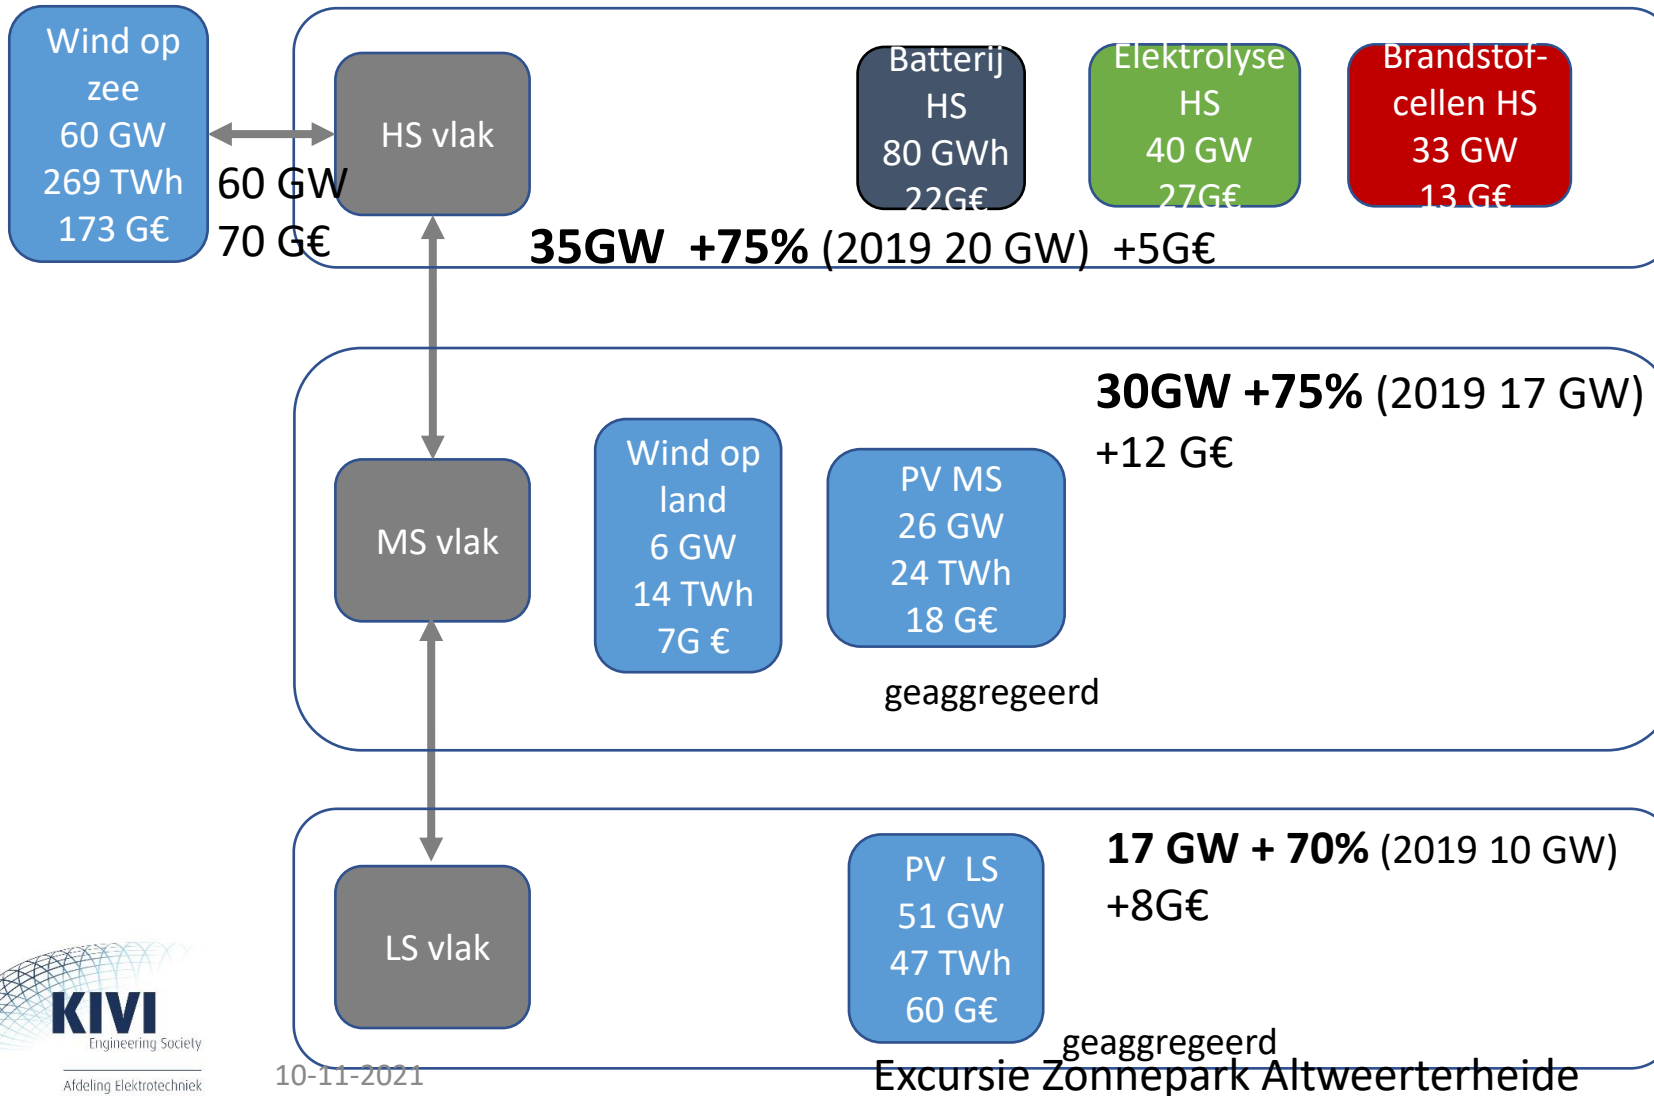 Wind op
zee
60 GW
269 TWh
173 G€
60 GW
70 G€
HS vlak
Batterij
HS
80 GWh
22G€
Elektrolyse
HS
40 GW
27G€
Brandstof-
cellen HS
33 GW
13 G€
35GW +75% (2019 20 GW) +5G€
30GW +75% (2019 17 GW)
+12 G€
MS vlak
Wind op
land
6 GW
14 TWh
7G €
PV MS
26 GW
24 TWh
18 G€
geaggregeerd
17 GW + 70% (2019 10 GW)
+8G€
LS vlak
PV LS
51 GW
47 TWh
60 G€
geaggregeerd
KIVI
Engineering Society
Afdeling Elektrotechniek
10-11-2021
Excursie Zonnepark Altweerterheide